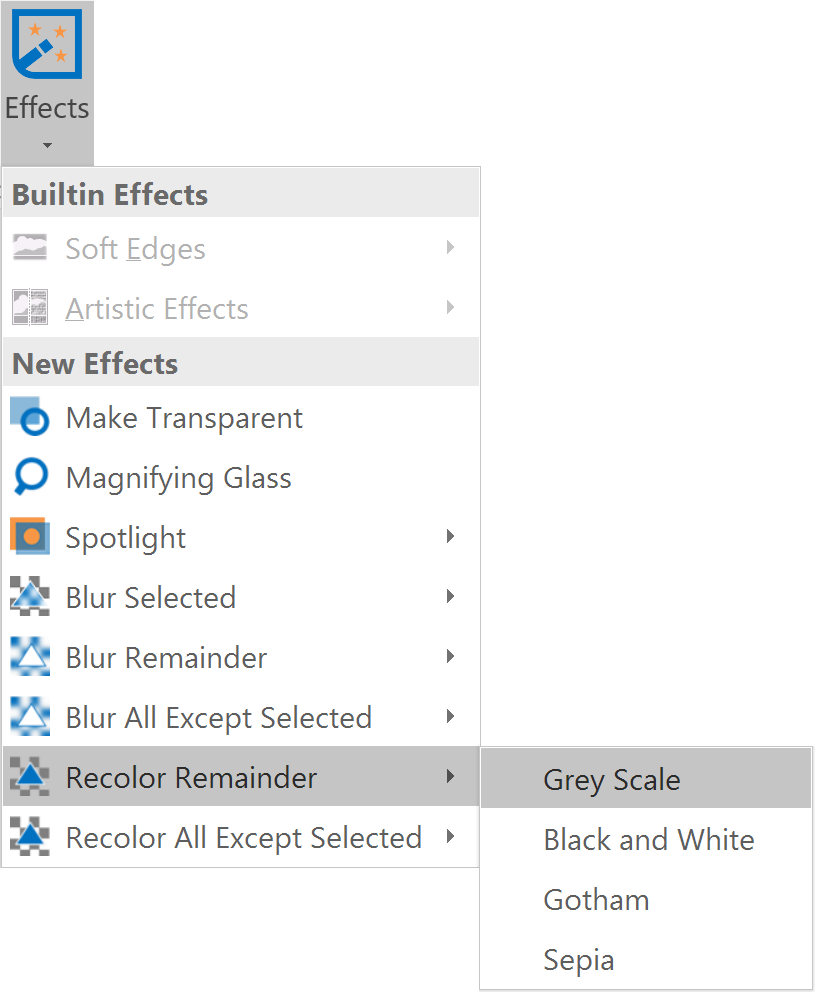 Effects
Builtin Effects
Soft Edges
Artistic Effects
New Effects
Make Transparent
Magnifying Glass
Spotlight
Blur Selected
Blur Remainder
Blur All Except Selected
Recolor Remainder
Recolor All Except Selected
Grey Scale
Black and White
Gotham
Sepia